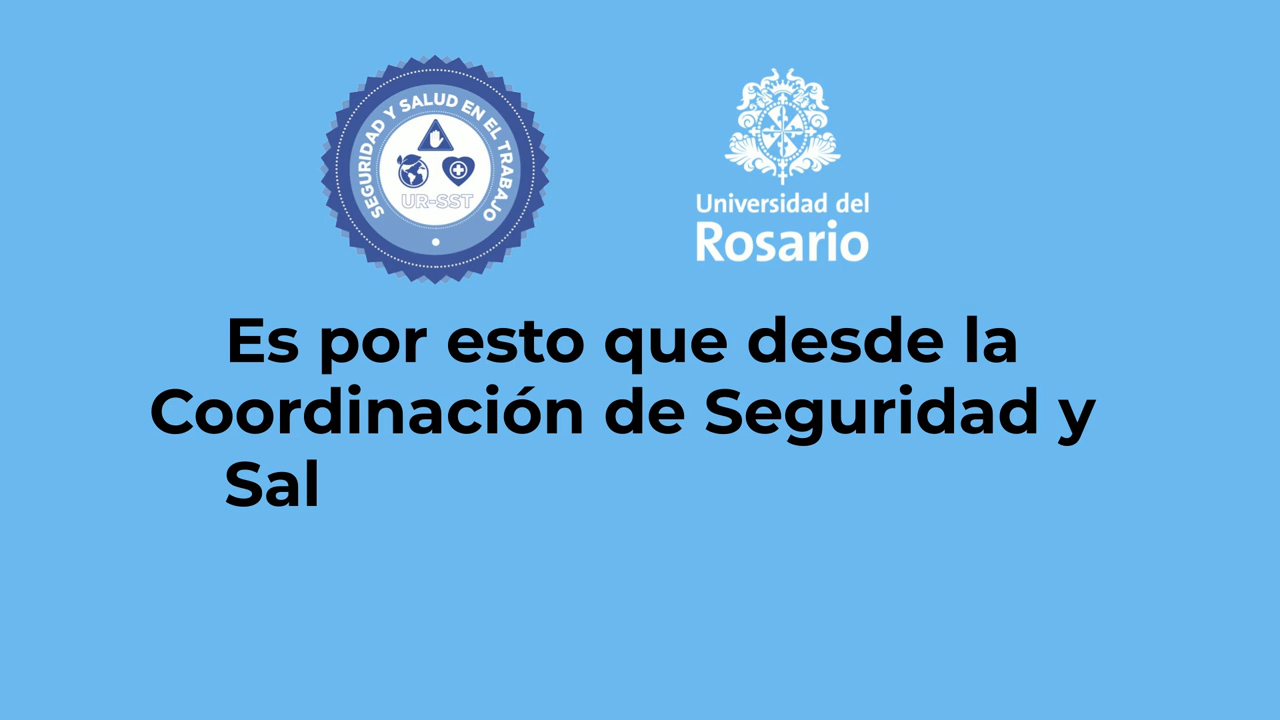 SEGURIDAD Y SALUD EN EL TRABAJO
UR-SST
Universidad del
Rosario
Es por esto que desde la
Coordinación de Seguridad y
Sal